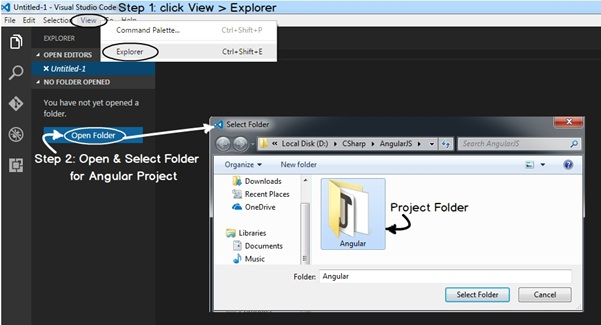 Untitled-1 - Visual Studio Code
Step 1: click View > Explorer
File Edit Selection View Go Help
Command Palette... Ctrl+Shift+P
Explorer Ctrl+Shift+E
EXPLORER
OPEN EDITORS
× Untitled-1
NO FOLDER OPENED
You have not yet opened a
folder.
Open Folder
Step 2: Open & Select Folder
for Angular Project
Select Folder
« Local Disk (D:) ▸ CSharp ▸ AngularJS ▸
Search AngularJS
Organize New folder
Downloads
Recent Places
OneDrive
Libraries
Documents
Music
Angular
Project Folder
Folder: Angular
Select Folder Cancel